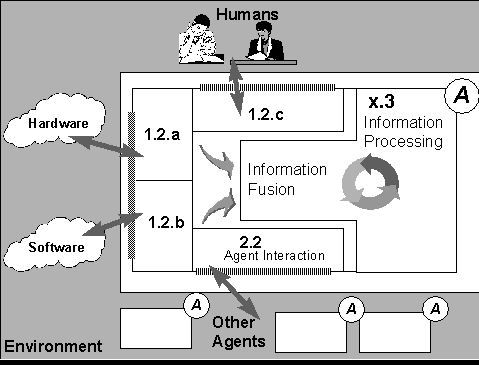 Humans
A
x.3
Information
Processing
Hardware
1.2.a
1.2.c
Information
Fusion
1.2.b
Software
2.2
Agent Interaction
A
A
A
Other
Agents
Environment